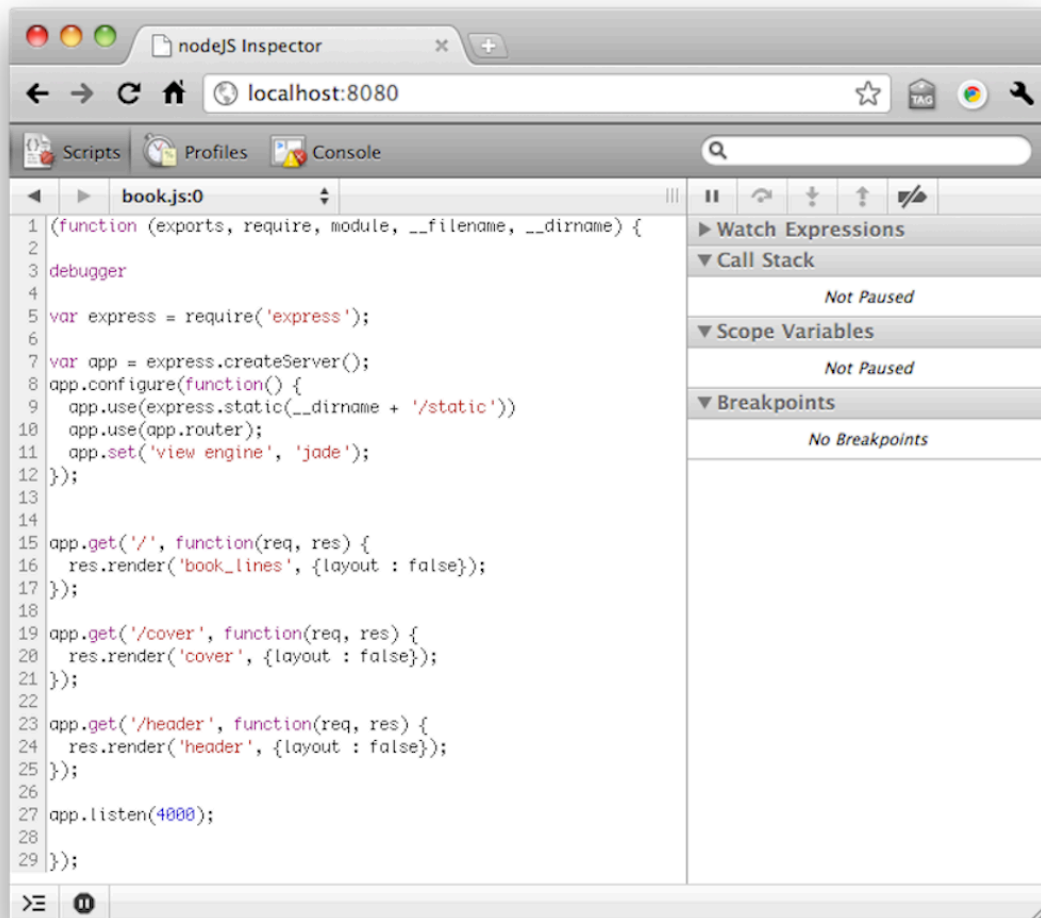 nodeJS Inspector
localhost:8080
TAG
Scripts Profiles Console
book.js:0
1 (function (exports, require, module, __filename, __dirname) {
2
3 debugger
4
5 var express = require('express');
6
7 var app = express.createServer();
8 app.configure(function() {
9   app.use(express.static(__dirname + '/static'))
10   app.use(app.router);
11   app.set('view engine', 'jade');
12 });
13
14
15 app.get('/', function(req, res) {
16   res.render('book_lines', {layout : false});
17 });
18
19 app.get('/cover', function(req, res) {
20   res.render('cover', {layout : false});
21 });
22
23 app.get('/header', function(req, res) {
24   res.render('header', {layout : false});
25 });
26
27 app.listen(4000);
28
29 });
Watch Expressions
Call Stack
Not Paused
Scope Variables
Not Paused
Breakpoints
No Breakpoints